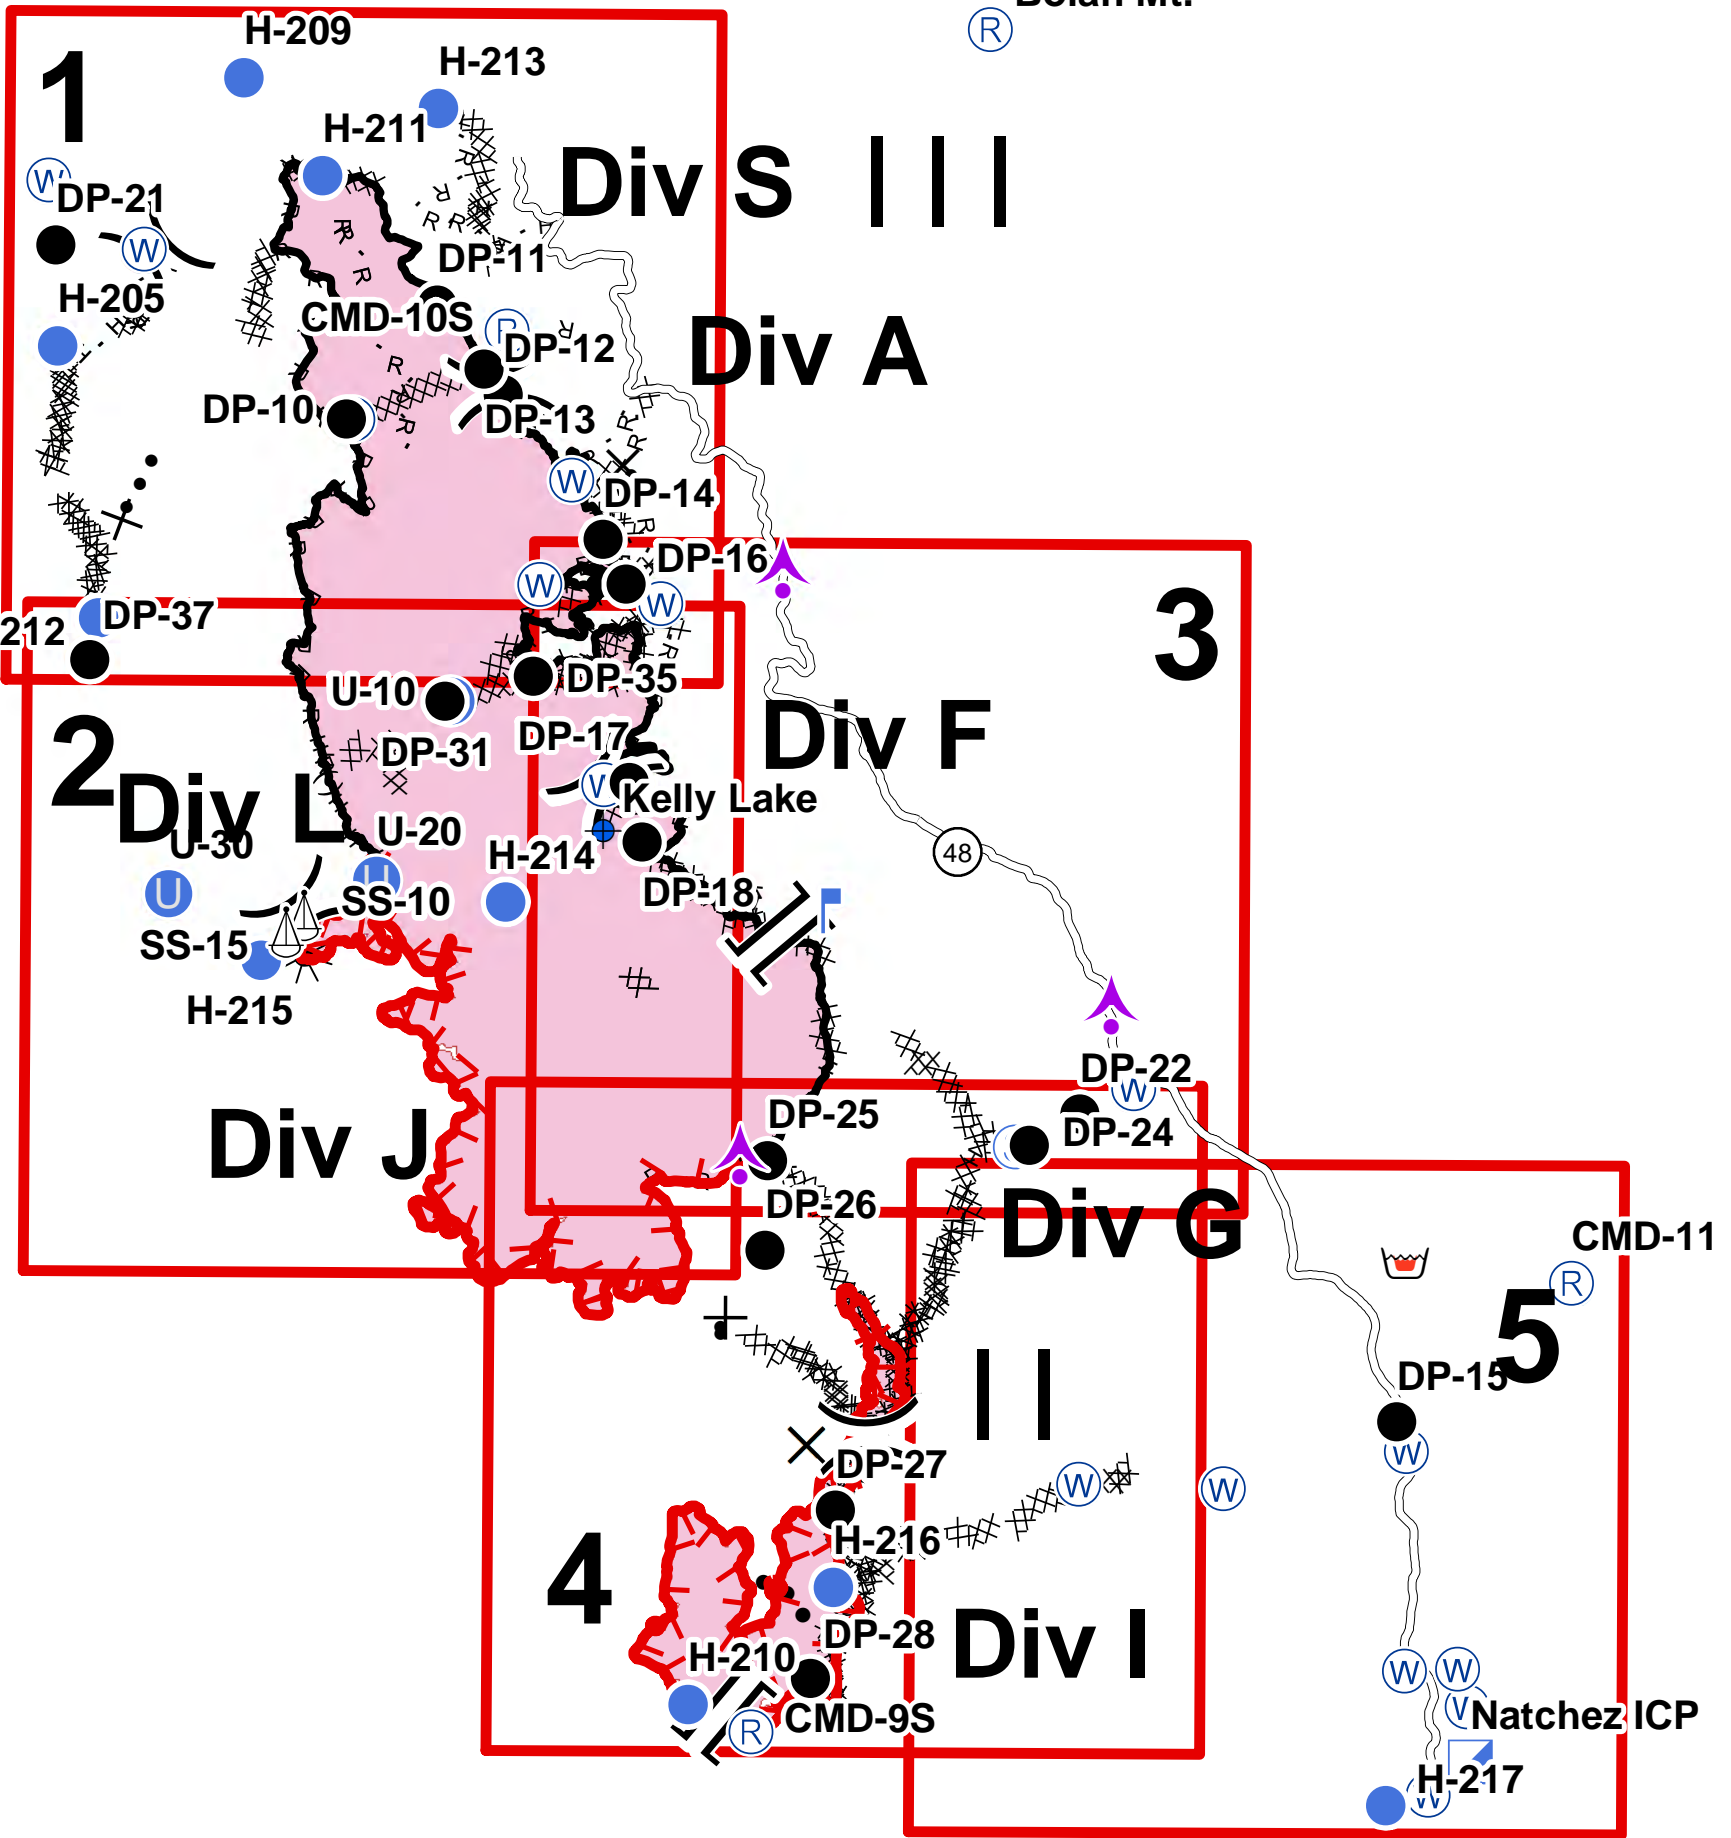 Bolan Mt.
R
H-209
1
H-213
H-211
Div S
W
DP-21
W
DP-11
H-205
CMD-10S
R
DP-12
Div A
DP-10
DP-13
W
DP-14
DP-16
W
W
3
212
DP-37
DP-35
U-10
DP-17
Div F
2
DP-31
W
Kelly Lake
Div L
U-20
U-30
48
H-214
U
U
DP-18
SS-10
SS-15
H-215
DP-22
W
DP-25
DP-24
Div J
DP-26
Div G
CMD-11
R
5
II
DP-15
W
DP-27
W
W
H-216
4
DP-28
Div I
H-210
W
W
W
CMD-9S
R
Natchez ICP
H-217
W
III